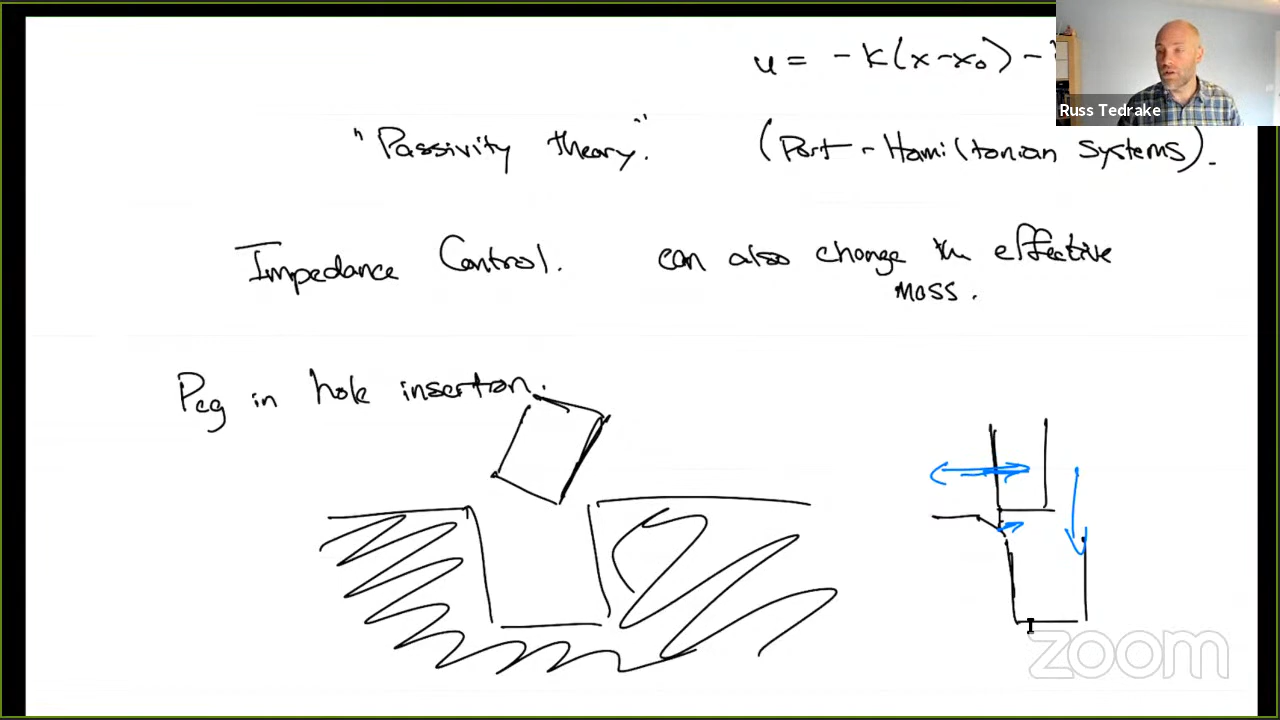 u = -k(x-x₀) -
Russ Tedrake
"Passivity theory." (Port-Hamiltonian Systems).
Impedance Control. can also change the effective
mass.
Peg in hole insertion.
zoom